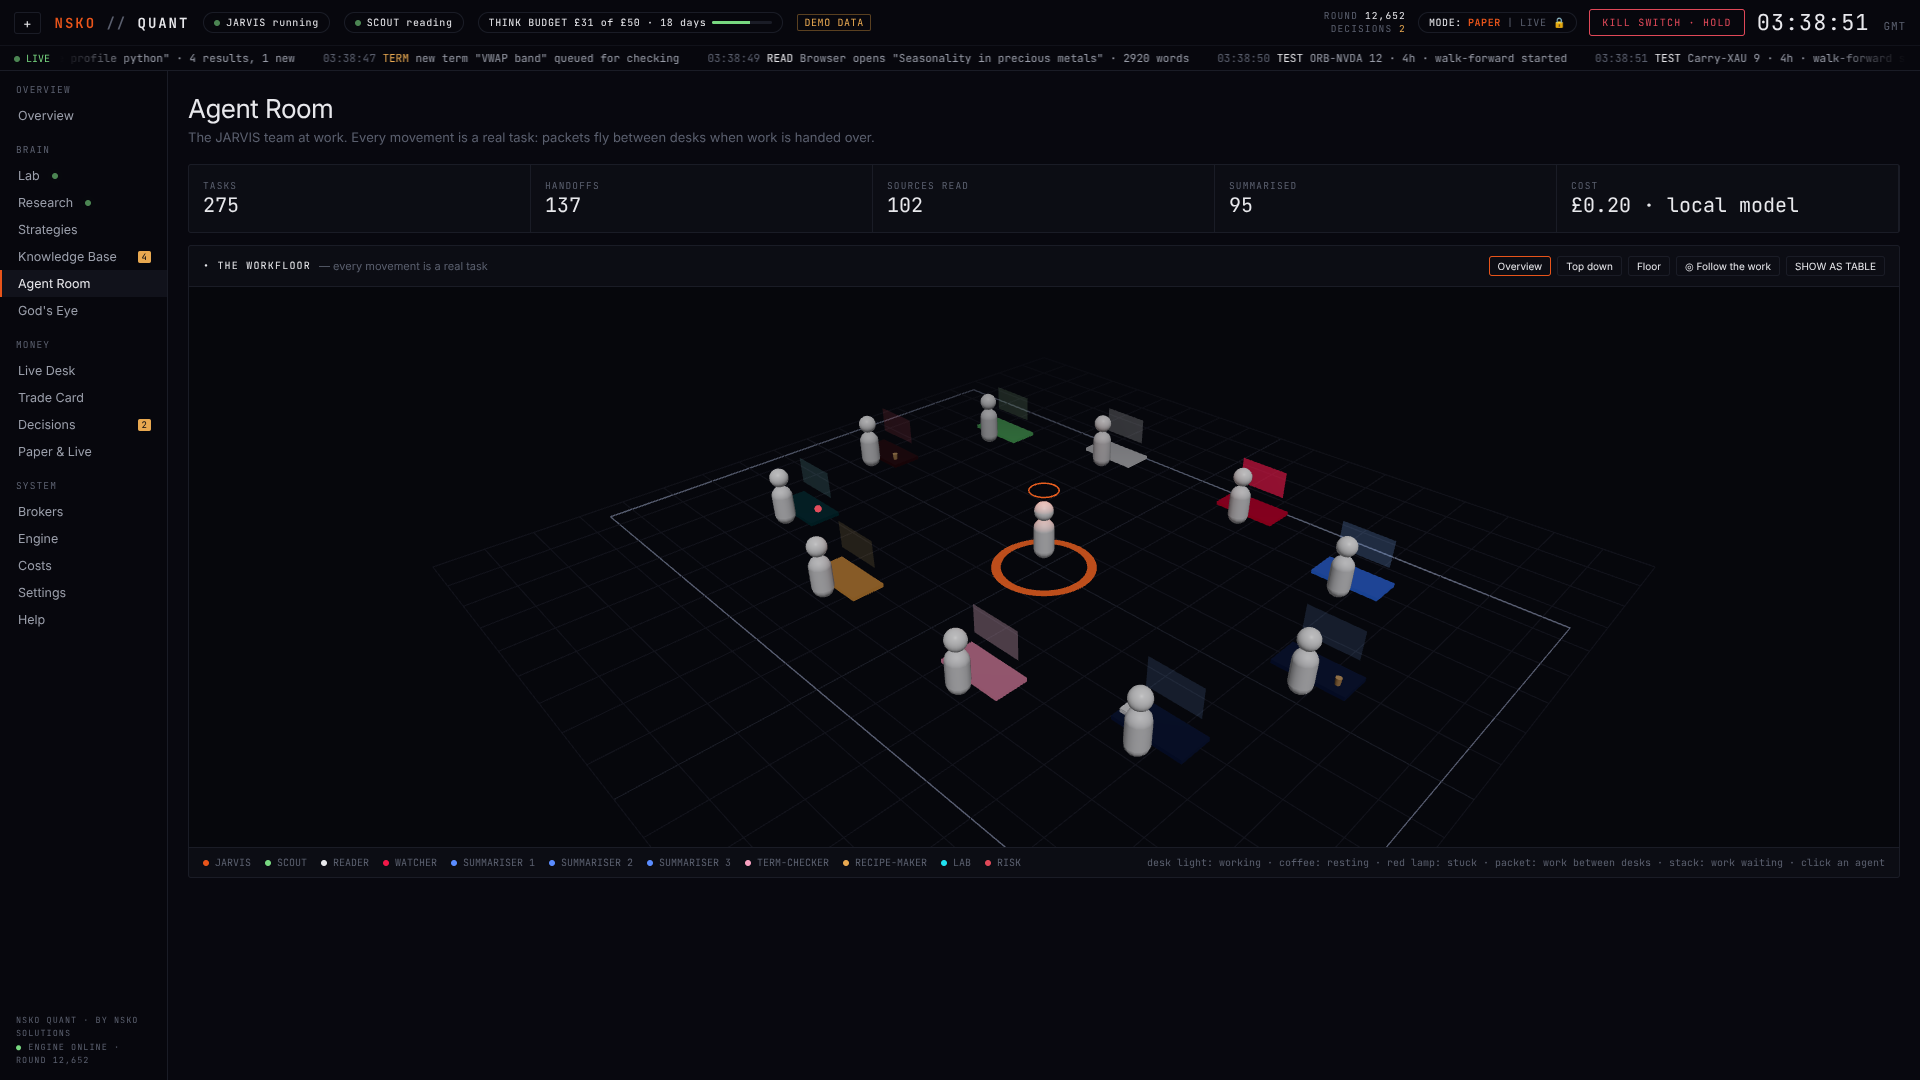 + NSKO // QUANT JARVIS running SCOUT reading THINK BUDGET £31 of £50 · 18 days DEMO DATA ROUND 12,652 DECISIONS 2 MODE: PAPER | LIVE KILL SWITCH · HOLD 03:38:51 GMT
LIVE profile python" · 4 results, 1 new 03:38:47 TERM new term "VWAP band" queued for checking 03:38:49 READ Browser opens "Seasonality in precious metals" · 2920 words 03:38:50 TEST ORB-NVDA 12 · 4h · walk-forward started 03:38:51 TEST Carry-XAU 9 · 4h · walk-forward
OVERVIEW
Overview
BRAIN
Lab
Research
Strategies
Knowledge Base 4
Agent Room
God's Eye
MONEY
Live Desk
Trade Card
Decisions 2
Paper & Live
SYSTEM
Brokers
Engine
Costs
Settings
Help
NSKO QUANT · BY NSKO
SOLUTIONS
ENGINE ONLINE ·
ROUND 12,652
Agent Room
The JARVIS team at work. Every movement is a real task: packets fly between desks when work is handed over.
TASKS
275
HANDOFFS
137
SOURCES READ
102
SUMMARISED
95
COST
£0.20 · local model
· THE WORKFLOOR — every movement is a real task
Overview Top down Floor ◎ Follow the work SHOW AS TABLE
JARVIS SCOUT READER WATCHER SUMMARISER 1 SUMMARISER 2 SUMMARISER 3 TERM-CHECKER RECIPE-MAKER LAB RISK
desk light: working · coffee: resting · red lamp: stuck · packet: work between desks · stack: work waiting · click an agent